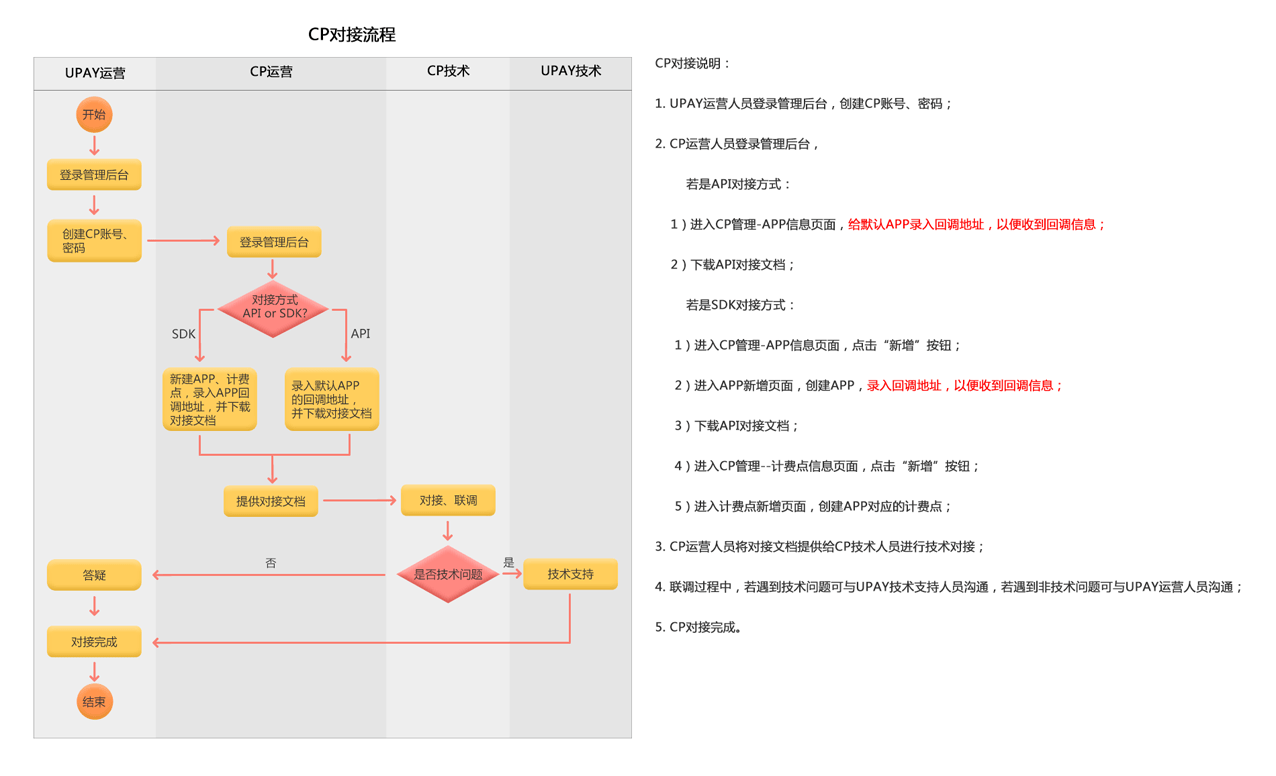 CP对接流程
UPAY运营
CP运营
CP技术
UPAY技术
开始
登录管理后台
创建CP账号、
密码
登录管理后台
对接方式
API or SDK?
SDK
API
新建APP、计费
点，录入APP回
调地址，并下载
对接文档
录入默认APP
的回调地址，
并下载对接文档
提供对接文档
对接、联调
是否技术问题
否
是
答疑
技术支持
对接完成
结束
CP对接说明：
1. UPAY运营人员登录管理后台，创建CP账号、密码；
2. CP运营人员登录管理后台，
若是API对接方式：
1）进入CP管理-APP信息页面，给默认APP录入回调地址，以便收到回调信息；
2）下载API对接文档；
若是SDK对接方式：
1）进入CP管理-APP信息页面，点击“新增”按钮；
2）进入APP新增页面，创建APP，录入回调地址，以便收到回调信息；
3）下载API对接文档；
4）进入CP管理--计费点信息页面，点击“新增”按钮；
5）进入计费点新增页面，创建APP对应的计费点；
3. CP运营人员将对接文档提供给CP技术人员进行技术对接；
4. 联调过程中，若遇到技术问题可与UPAY技术支持人员沟通，若遇到非技术问题可与UPAY运营人员沟通；
5. CP对接完成。